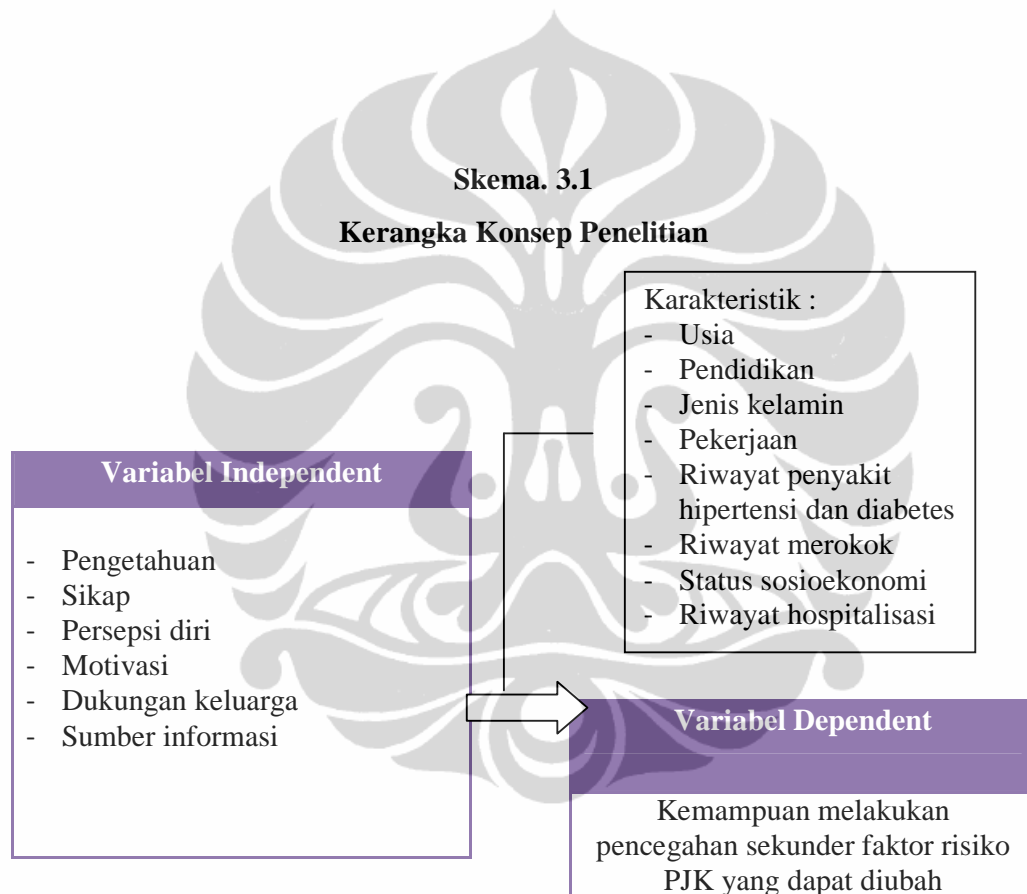 Skema. 3.1
Kerangka Konsep Penelitian
Karakteristik :
- Usia
- Pendidikan
- Jenis kelamin
- Pekerjaan
- Riwayat penyakit
hipertensi dan diabetes
- Riwayat merokok
- Status sosioekonomi
- Riwayat hospitalisasi
Variabel Independent
- Pengetahuan
- Sikap
- Persepsi diri
- Motivasi
- Dukungan keluarga
- Sumber informasi
Variabel Dependent
Kemampuan melakukan
pencegahan sekunder faktor risiko
PJK yang dapat diubah